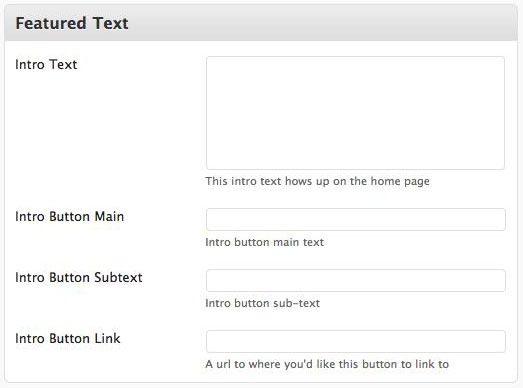 Featured Text
Intro Text
This intro text hows up on the home page
Intro Button Main
Intro button main text
Intro Button Subtext
Intro button sub-text
Intro Button Link
A url to where you'd like this button to link to